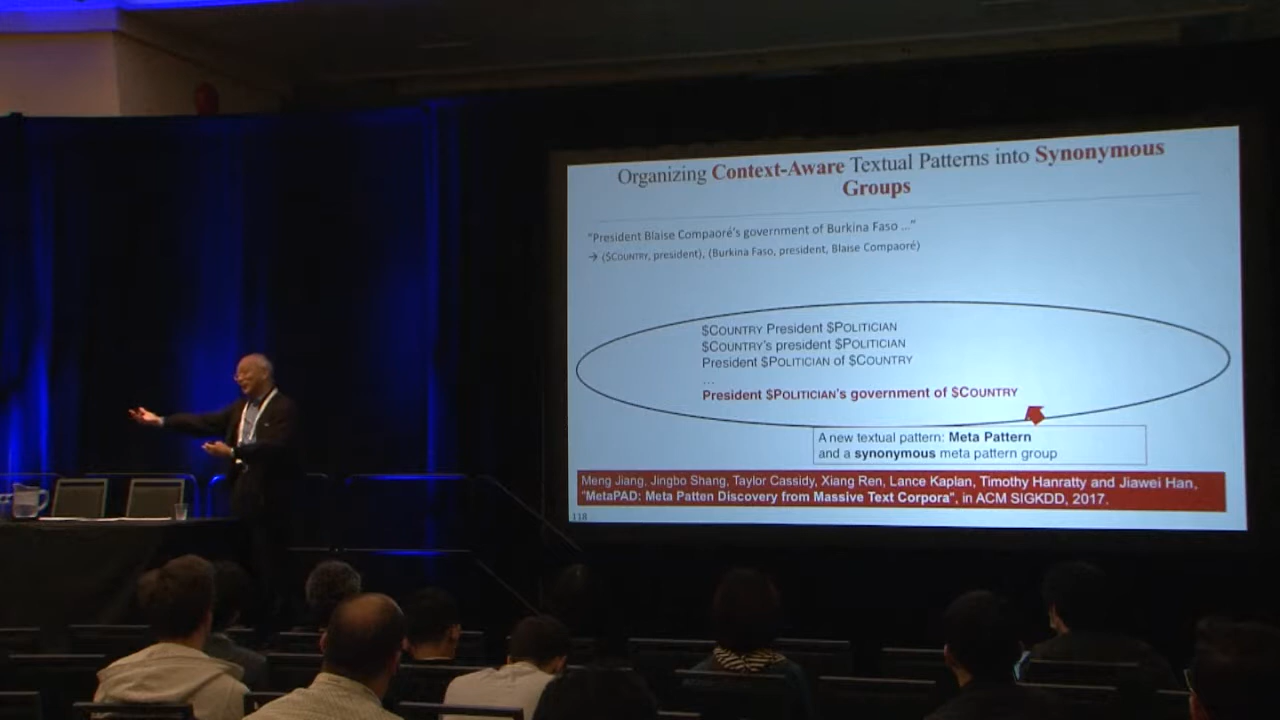 Organizing Context-Aware Textual Patterns into Synonymous
Groups
"President Blaise Compaoré's government of Burkina Faso ..."
→ ($COUNTRY, president), (Burkina Faso, president, Blaise Compaoré)
$COUNTRY President $POLITICIAN
$COUNTRY's president $POLITICIAN
President $POLITICIAN of $COUNTRY
...
President $POLITICIAN's government of $COUNTRY
A new textual pattern: Meta Pattern
and a synonymous meta pattern group
Meng Jiang, Jingbo Shang, Taylor Cassidy, Xiang Ren, Lance Kaplan, Timothy Hanratty and Jiawei Han,
"MetaPAD: Meta Patten Discovery from Massive Text Corpora", in ACM SIGKDD, 2017.
118